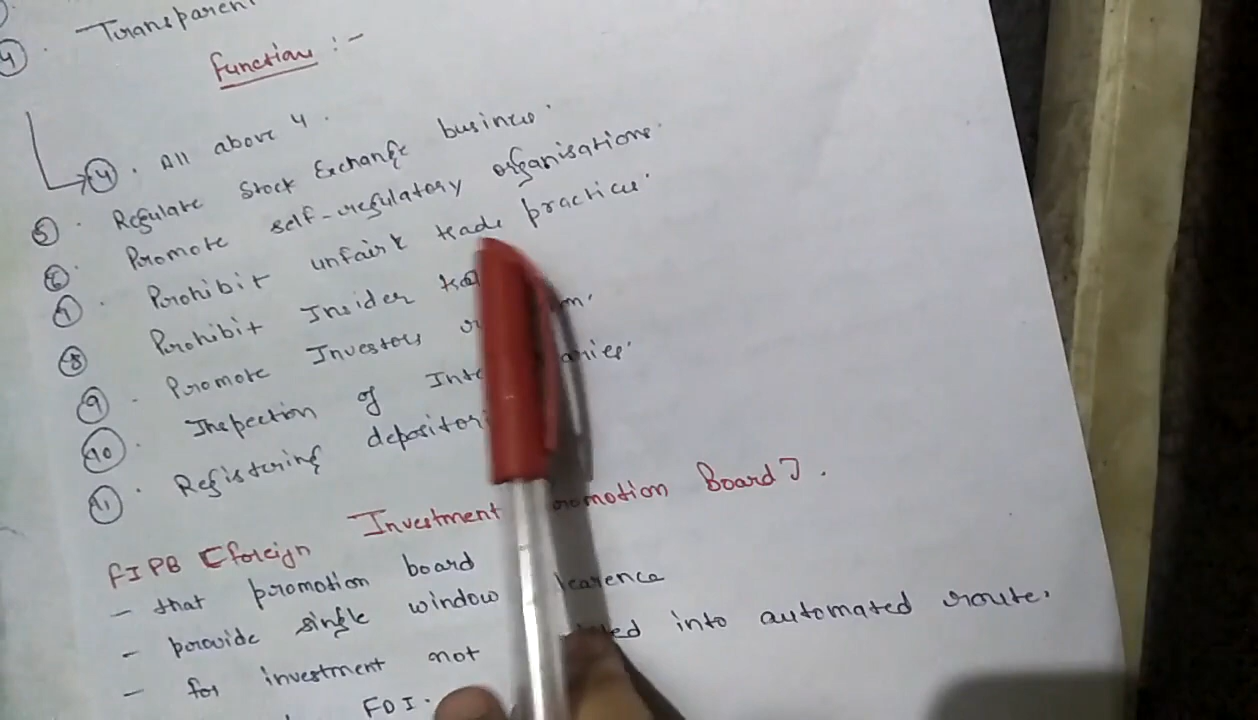 ④. Transparen
Function :-
④. All above 4.
⑤. Regulate Stock Exchange business.
⑥. Promote self-regulatory organisations.
⑦. Prohibit unfair trade practice.
⑧ Prohibit Insider
⑨. Promote Investors
⑩. Inspection of
⑪. Registering
FIPB [Foreign Investment Promotion Board].
- that promotion board
- provide single window
- for investment not into automated route.
FDI.